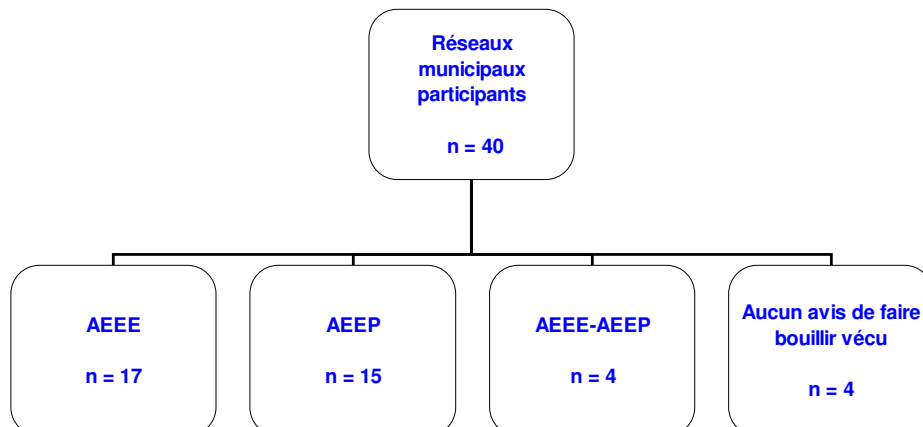 Réseaux
municipaux
participants
n = 40
AEEE
n = 17
AEEP
n = 15
AEEE-AEEP
n = 4
Aucun avis de faire
bouillir vécu
n = 4